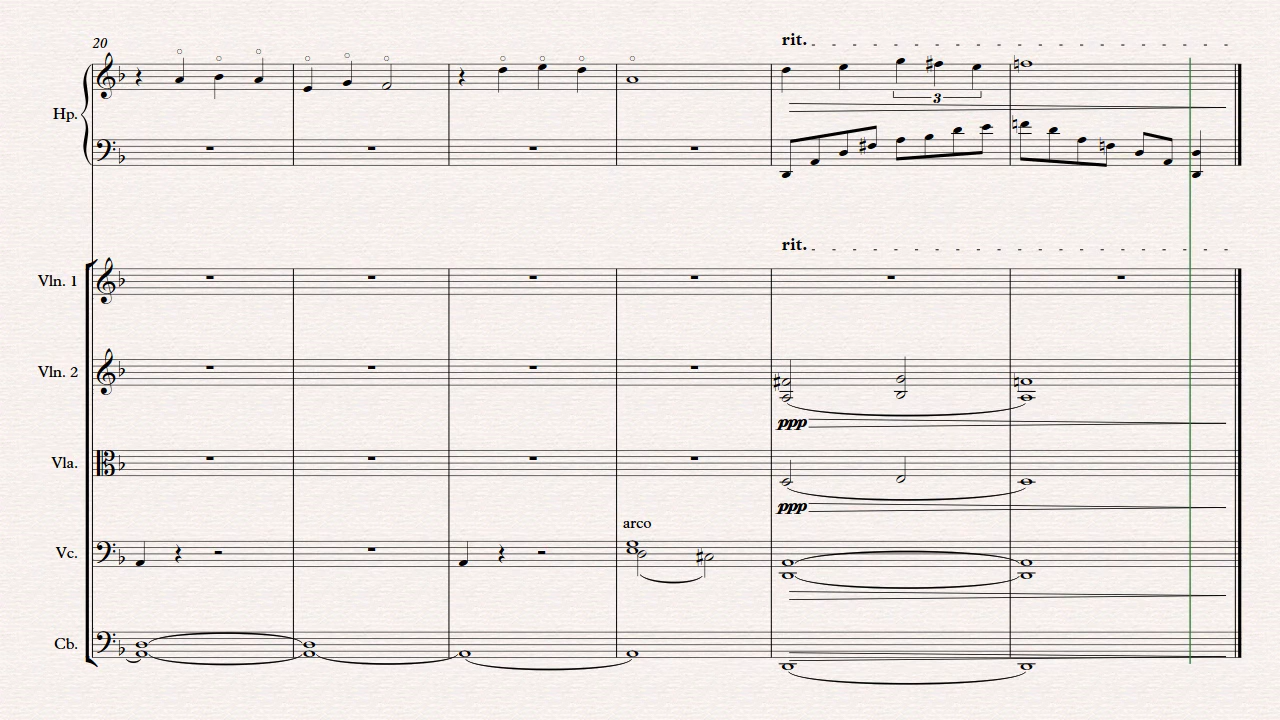 20
rit.
Hp.
3
rit.
Vln. 1
Vln. 2
ppp
Vla.
ppp
arco
Vc.
Cb.